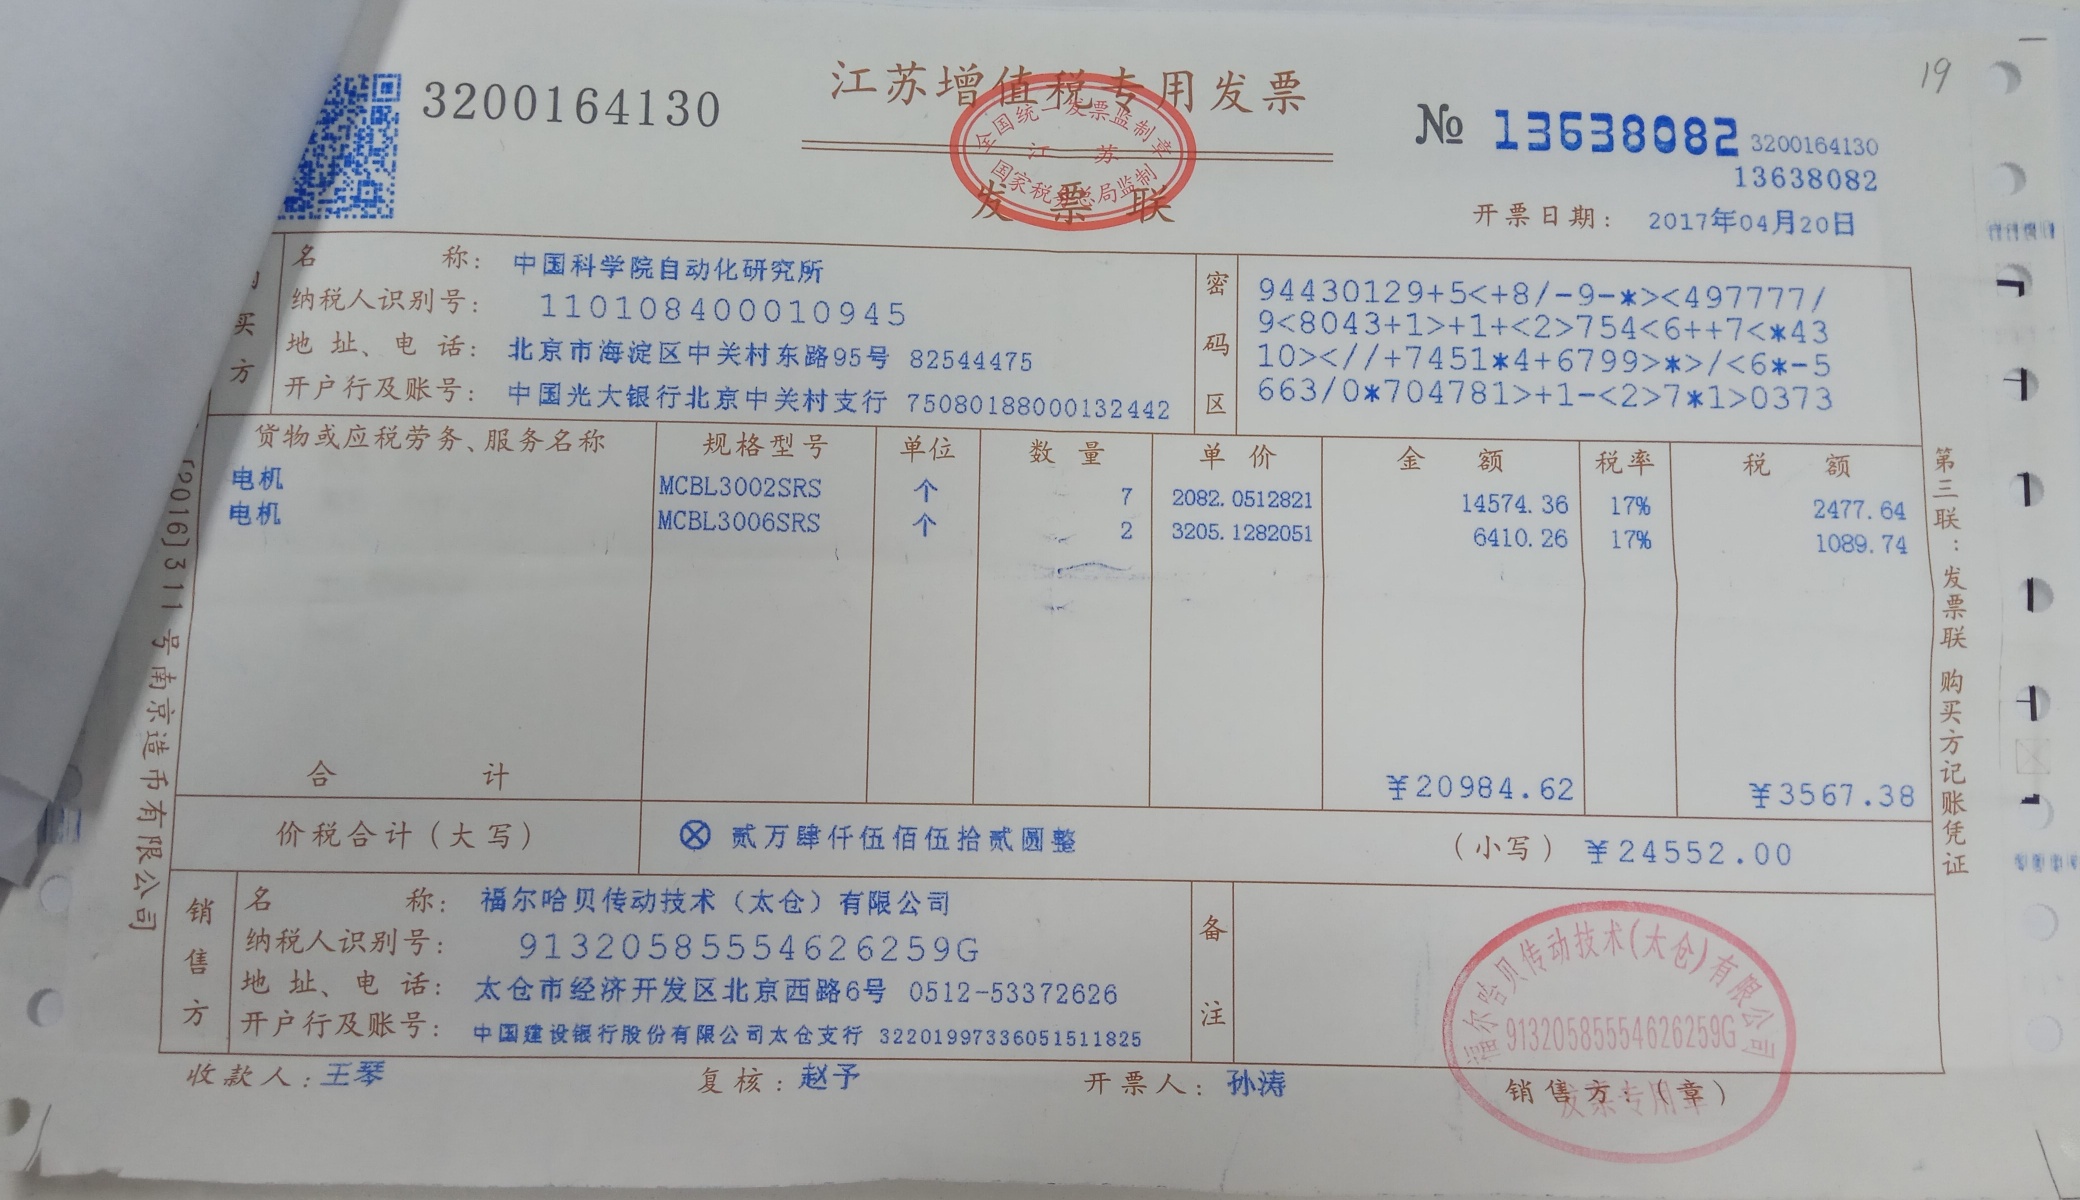 3200164130
江苏增值税专用发票
全国统一发票监制章
江 苏
国家税务总局监制
发票联
19
№ 13638082
3200164130
13638082
开票日期: 2017年04月20日
买
方
名 称: 中国科学院自动化研究所
纳税人识别号: 110108400010945
地址、电话: 北京市海淀区中关村东路95号 82544475
开户行及账号: 中国光大银行北京中关村支行 75080188000132442
密码区
94430129+5<+8/-9-*><497777/
9<8043+1>+1+<2>754<6++7<*43
10><//+7451*4+6799>*>/<6*-5
663/0*704781>+1-<2>7*1>0373
货物或应税劳务、服务名称 规格型号 单位 数量 单价 金额 税率 税额
电机 MCBL3002SRS 个 7 2082.0512821 14574.36 17% 2477.64
电机 MCBL3006SRS 个 2 3205.1282051 6410.26 17% 1089.74
合 计 ¥20984.62 ¥3567.38
价税合计(大写) ⊗ 贰万肆仟伍佰伍拾贰圆整 (小写) ¥24552.00
销售方
名 称: 福尔哈贝传动技术（太仓）有限公司
纳税人识别号: 91320585554626259G
地址、电话: 太仓市经济开发区北京西路6号 0512-53372626
开户行及账号: 中国建设银行股份有限公司太仓支行 32201997336051511825
备注
收款人: 王琴 复核: 赵予 开票人: 孙涛 销售方:(章)
福尔哈贝传动技术(太仓)有限公司
91320585554626259G
发票专用章
[2016]311号南京造币有限公司
第三联:发票联 购买方记账凭证